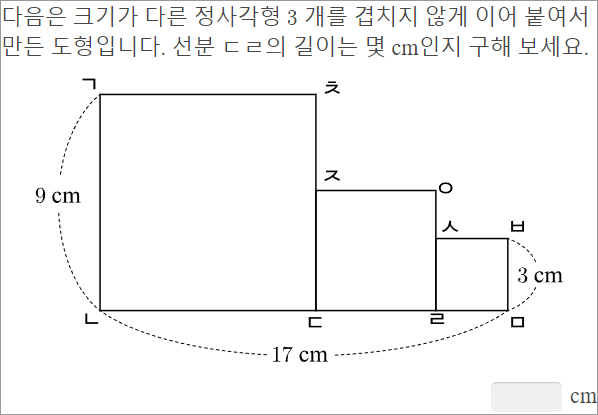 다음은 크기가 다른 정사각형 3 개를 겹치지 않게 이어 붙여서
만든 도형입니다. 선분 ㄷㄹ의 길이는 몇 cm인지 구해 보세요.
ㄱ
ㅊ
ㅈ
ㅇ
9 cm
ㅅ
ㅂ
3 cm
ㄴ
ㄷ
ㄹ
ㅁ
17 cm
cm